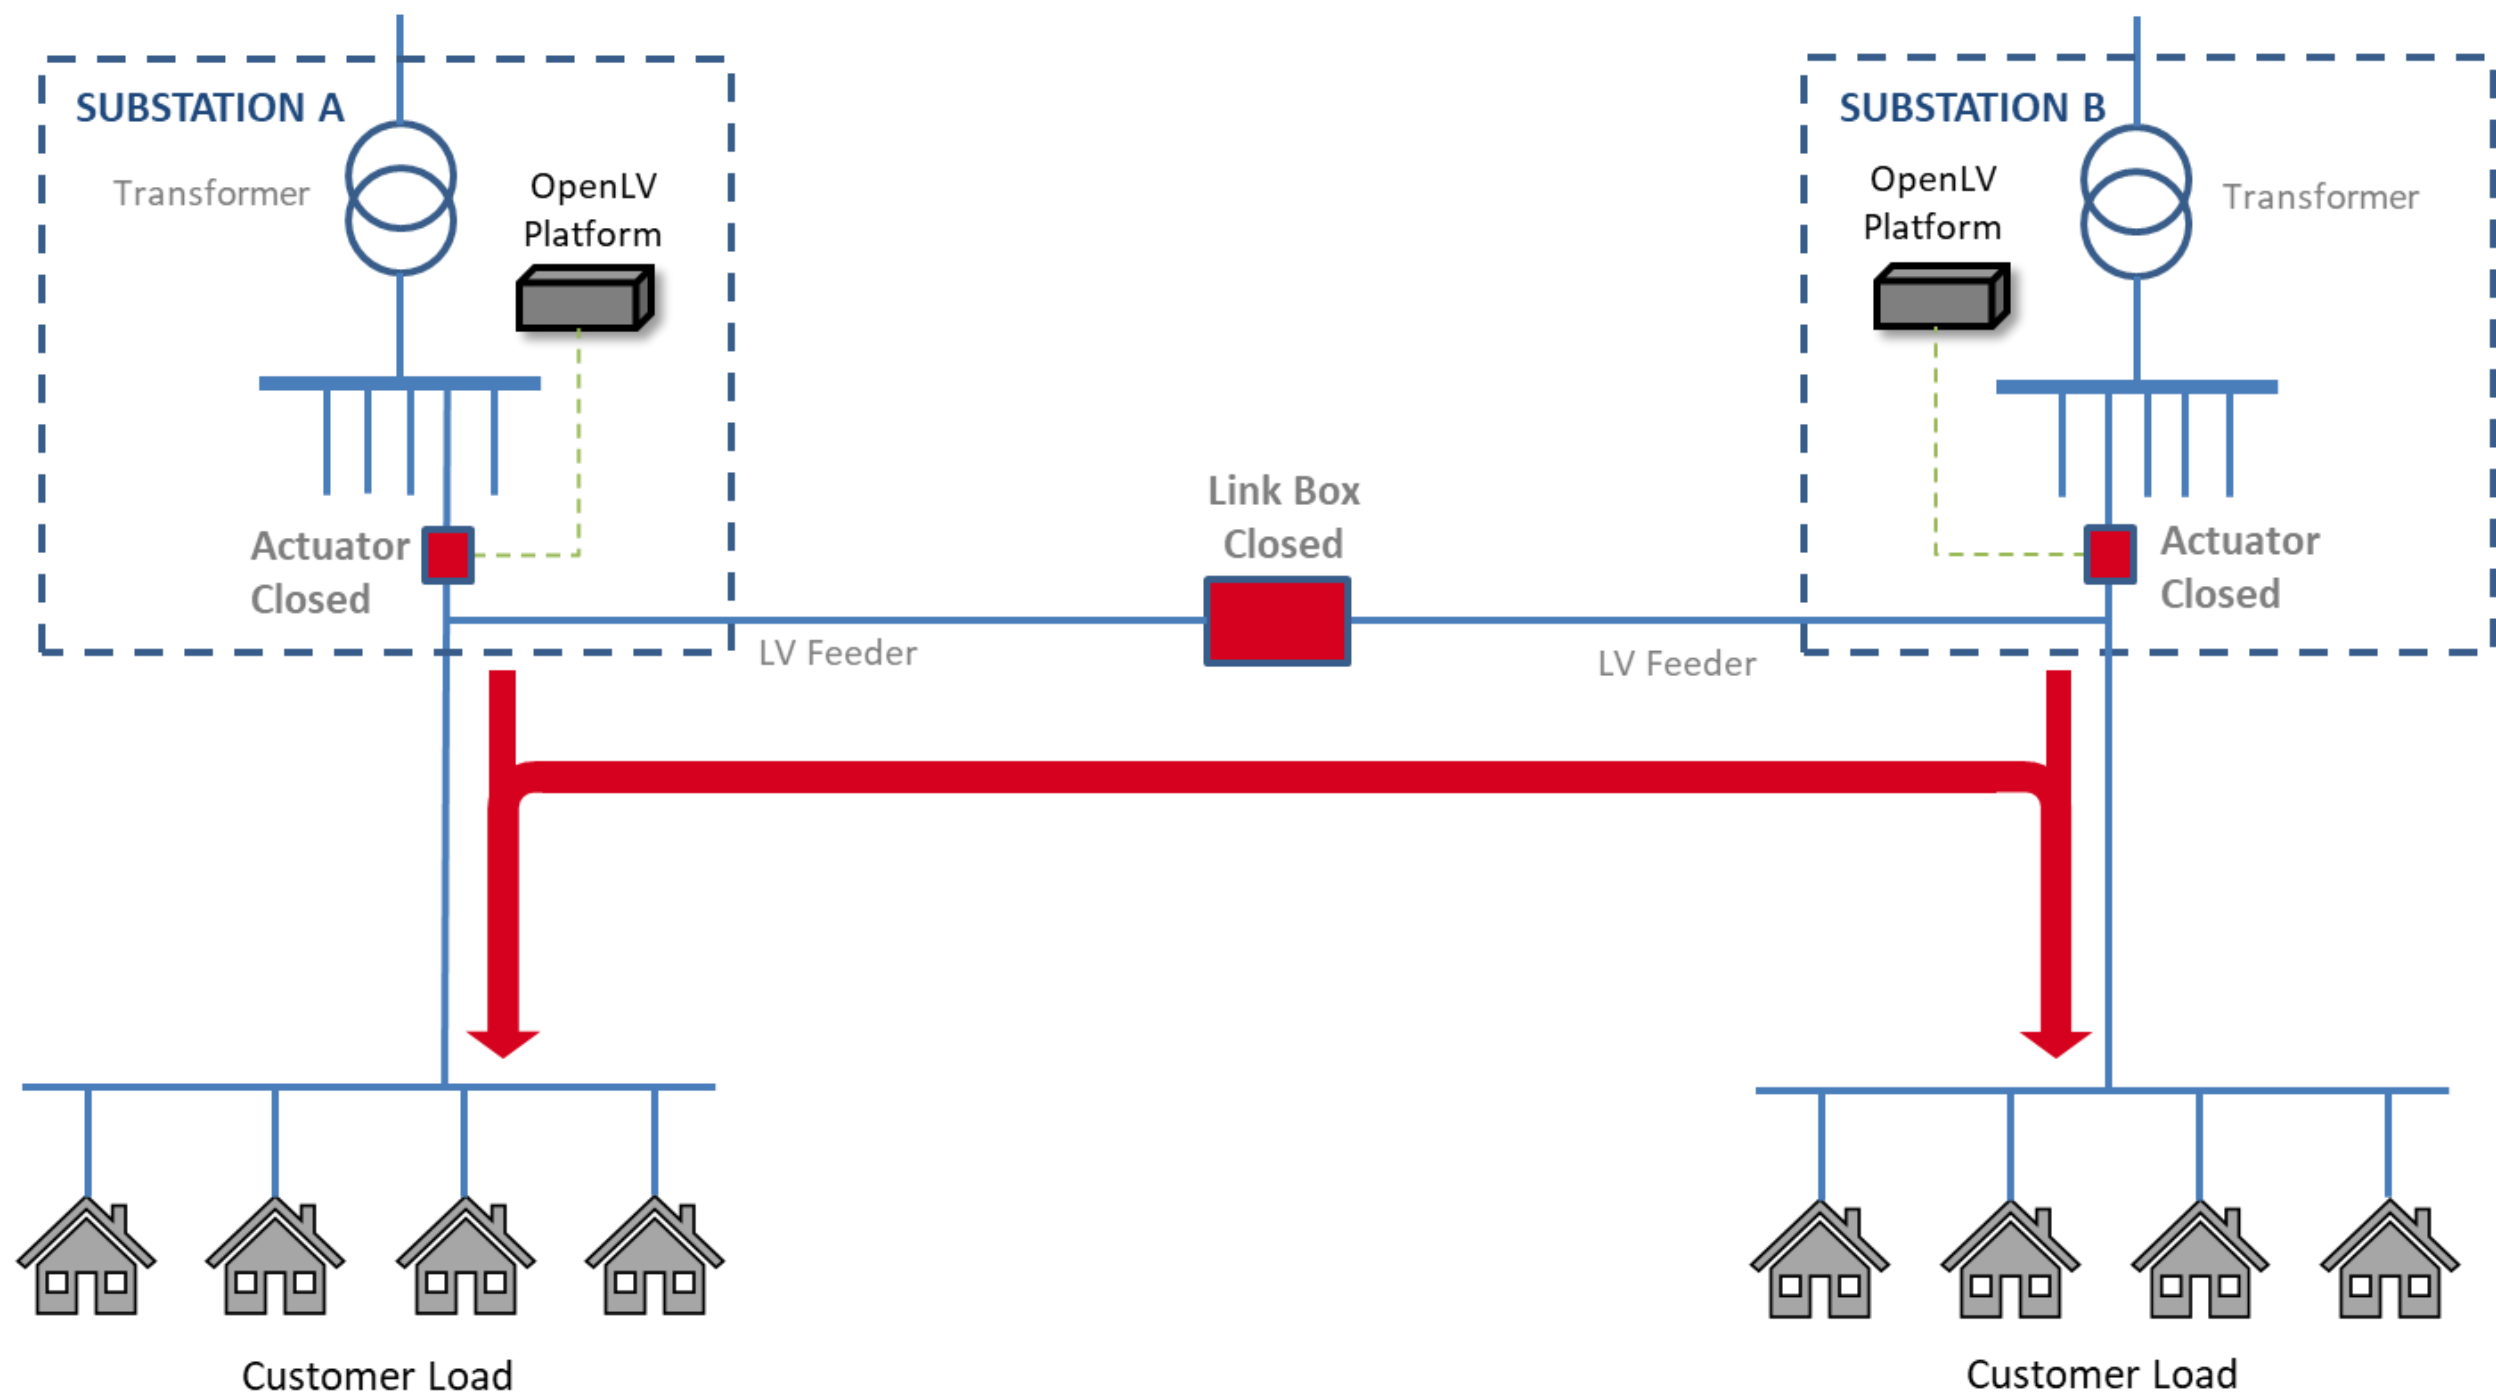 SUBSTATION A
Transformer
OpenLV
Platform
Actuator
Closed
LV Feeder
Link Box
Closed
LV Feeder
SUBSTATION B
OpenLV
Platform
Transformer
Actuator
Closed
Customer Load
Customer Load